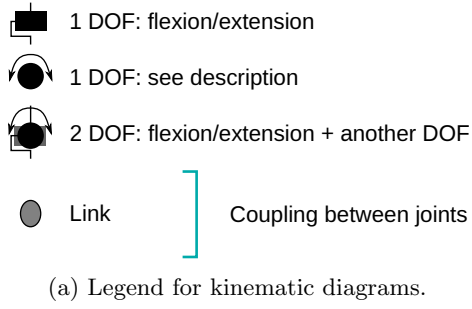 1 DOF: flexion/extension
1 DOF: see description
2 DOF: flexion/extension + another DOF
Link
Coupling between joints
(a) Legend for kinematic diagrams.